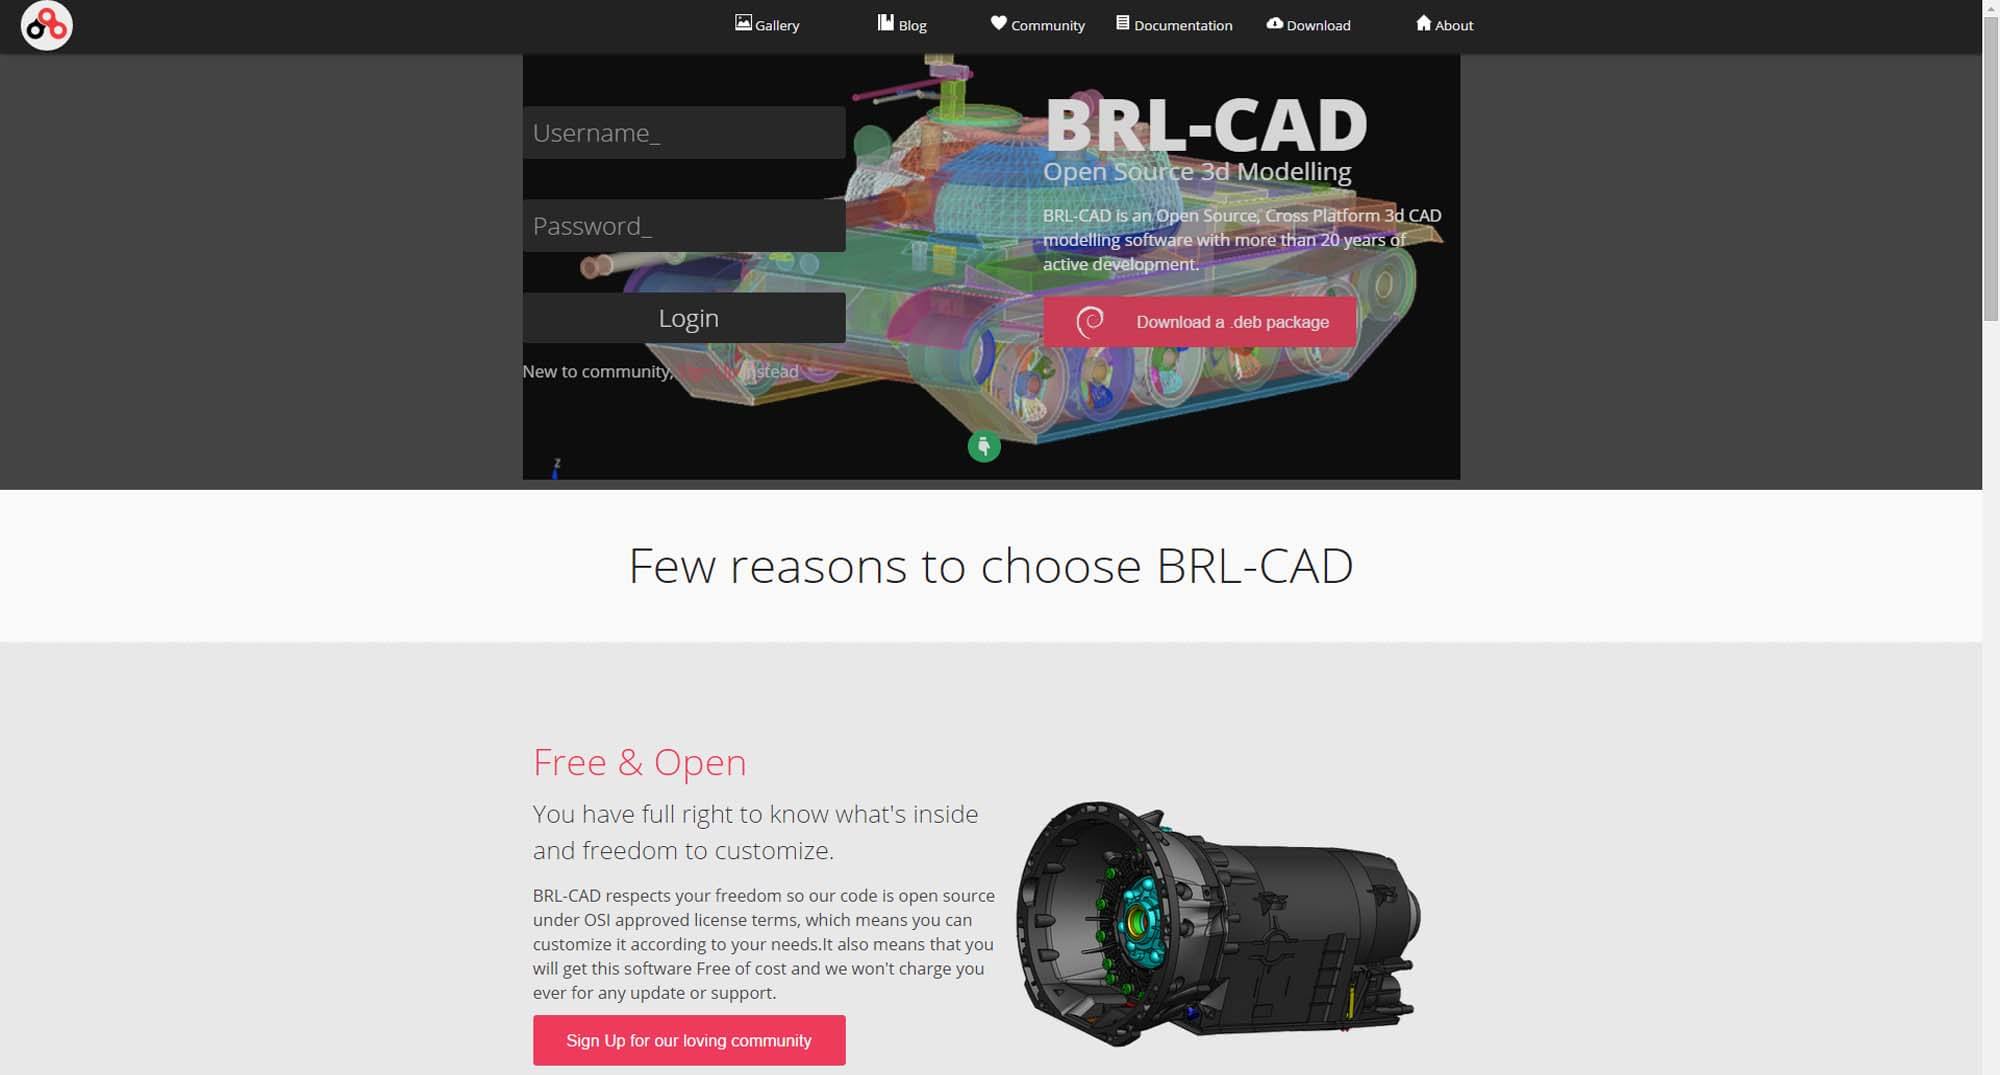 Gallery
Blog
Community
Documentation
Download
About
Username_
Password_
Login
New to community, Sign Up instead
BRL-CAD
Open Source 3d Modelling
BRL-CAD is an Open Source, Cross Platform 3d CAD
modelling software with more than 20 years of
active development.
Download a .deb package
z
Few reasons to choose BRL-CAD
Free & Open
You have full right to know what's inside
and freedom to customize.
BRL-CAD respects your freedom so our code is open source
under OSI approved license terms, which means you can
customize it according to your needs.It also means that you
will get this software Free of cost and we won't charge you
ever for any update or support.
Sign Up for our loving community